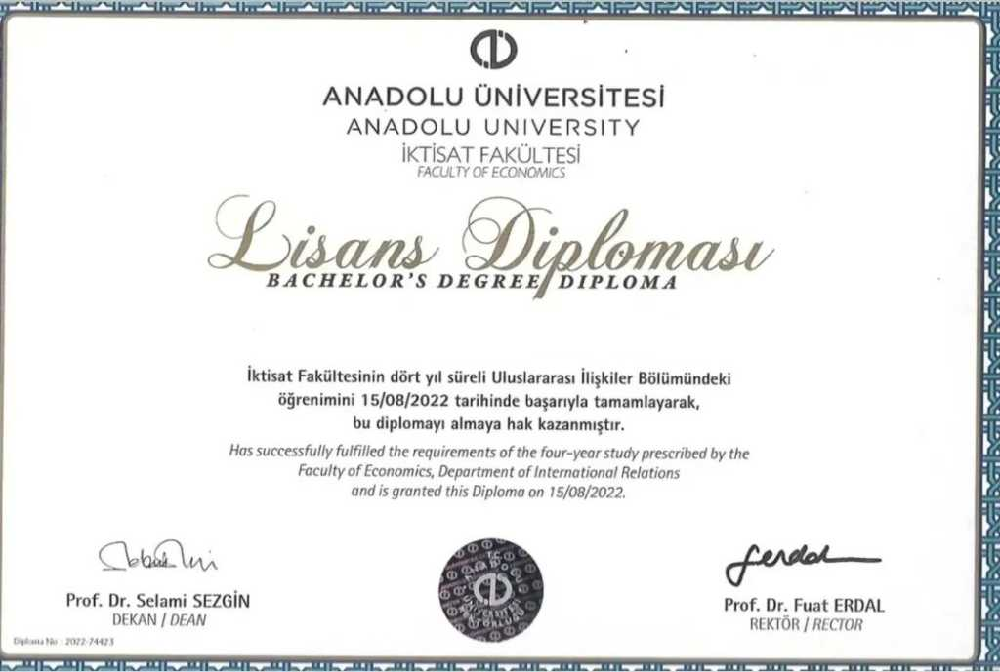 ANADOLU ÜNİVERSİTESİ
ANADOLU UNIVERSITY
İKTİSAT FAKÜLTESİ
FACULTY OF ECONOMICS
Lisans Diploması
BACHELOR'S DEGREE DIPLOMA
İktisat Fakültesinin dört yıl süreli Uluslararası İlişkiler Bölümündeki
öğrenimini 15/08/2022 tarihinde başarıyla tamamlayarak,
bu diplomayı almaya hak kazanmıştır.
Has successfully fulfilled the requirements of the four-year study prescribed by the
Faculty of Economics, Department of International Relations
and is granted this Diploma on 15/08/2022.
Prof. Dr. Selami SEZGİN
DEKAN / DEAN
T.C.
Prof. Dr. Fuat ERDAL
REKTÖR / RECTOR
Diploma No : 2022-74423